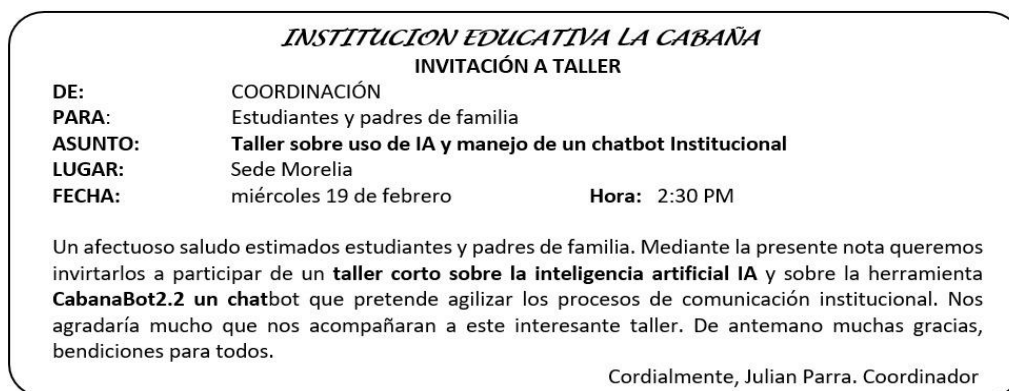 INSTITUCION EDUCATIVA LA CABAÑA
INVITACIÓN A TALLER
DE: COORDINACIÓN
PARA: Estudiantes y padres de familia
ASUNTO: Taller sobre uso de IA y manejo de un chatbot Institucional
LUGAR: Sede Morelia
FECHA: miércoles 19 de febrero Hora: 2:30 PM
Un afectuoso saludo estimados estudiantes y padres de familia. Mediante la presente nota queremos
invirtarlos a participar de un taller corto sobre la inteligencia artificial IA y sobre la herramienta
CabanaBot2.2 un chatbot que pretende agilizar los procesos de comunicación institucional. Nos
agradaría mucho que nos acompañaran a este interesante taller. De antemano muchas gracias,
bendiciones para todos.
Cordialmente, Julian Parra. Coordinador